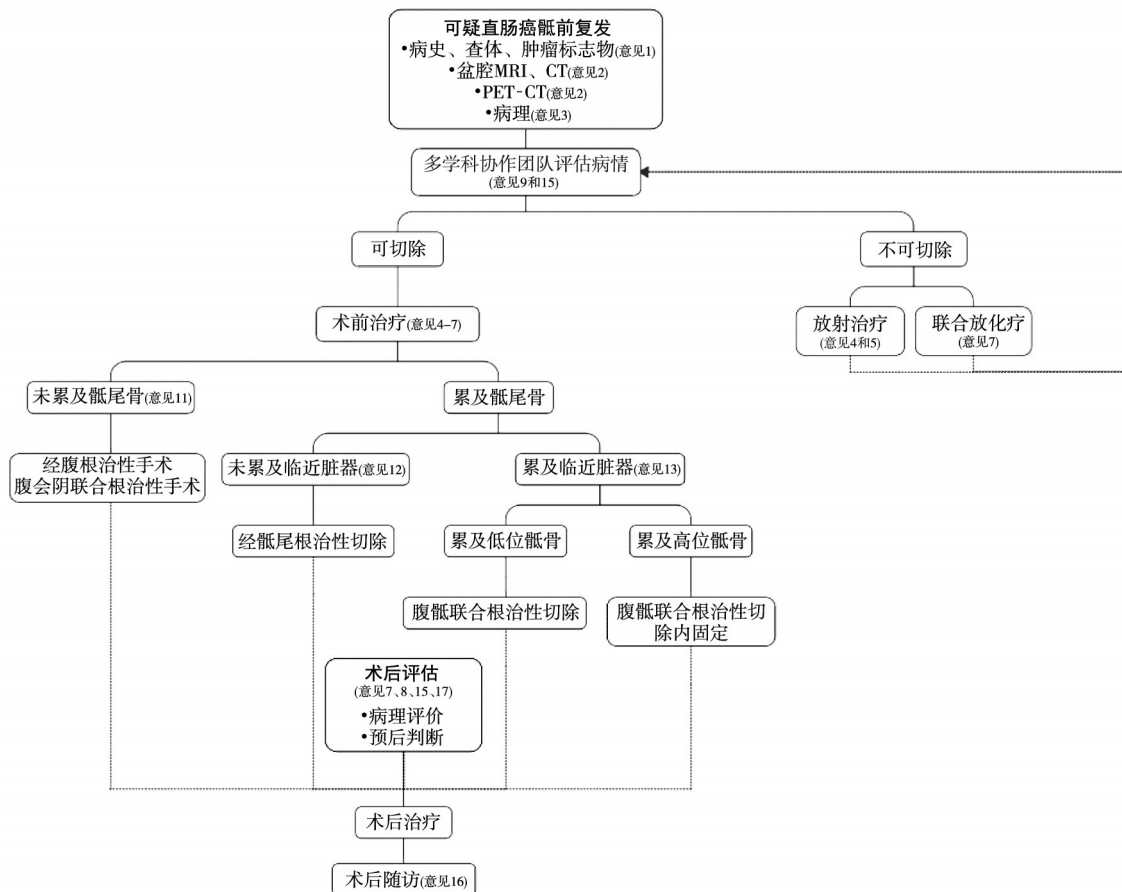 可疑直肠癌骶前复发
•病史、查体、肿瘤标志物(意见1)
•盆腔MRI、CT(意见2)
•PET-CT(意见2)
•病理(意见3)
多学科协作团队评估病情
(意见9和15)
可切除
不可切除
术前治疗(意见4-7)
放射治疗
(意见4和5)
联合放化疗
(意见7)
未累及骶尾骨(意见11)
累及骶尾骨
经腹根治性手术
腹会阴联合根治性手术
未累及临近脏器(意见12)
累及临近脏器(意见13)
经骶尾根治性切除
累及低位骶骨
累及高位骶骨
腹骶联合根治性切除
腹骶联合根治性切
除内固定
术后评估
(意见7、8、15、17)
•病理评价
•预后判断
术后治疗
术后随访(意见16)